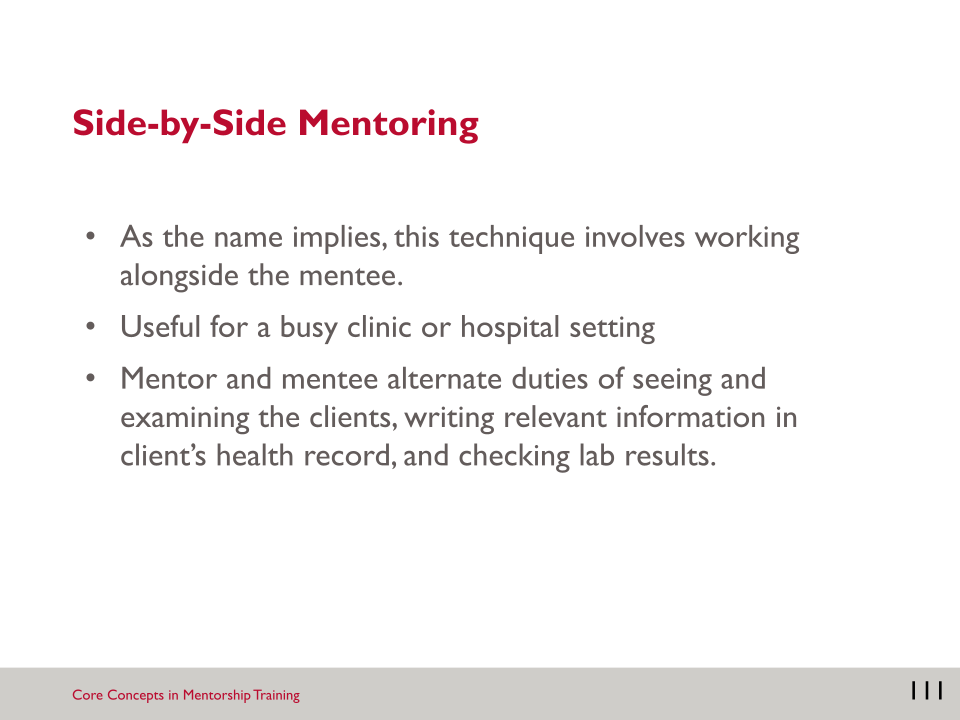 Side-by-Side Mentoring
• As the name implies, this technique involves working
alongside the mentee.
• Useful for a busy clinic or hospital setting
• Mentor and mentee alternate duties of seeing and
examining the clients, writing relevant information in
client’s health record, and checking lab results.
Core Concepts in Mentorship Training
111